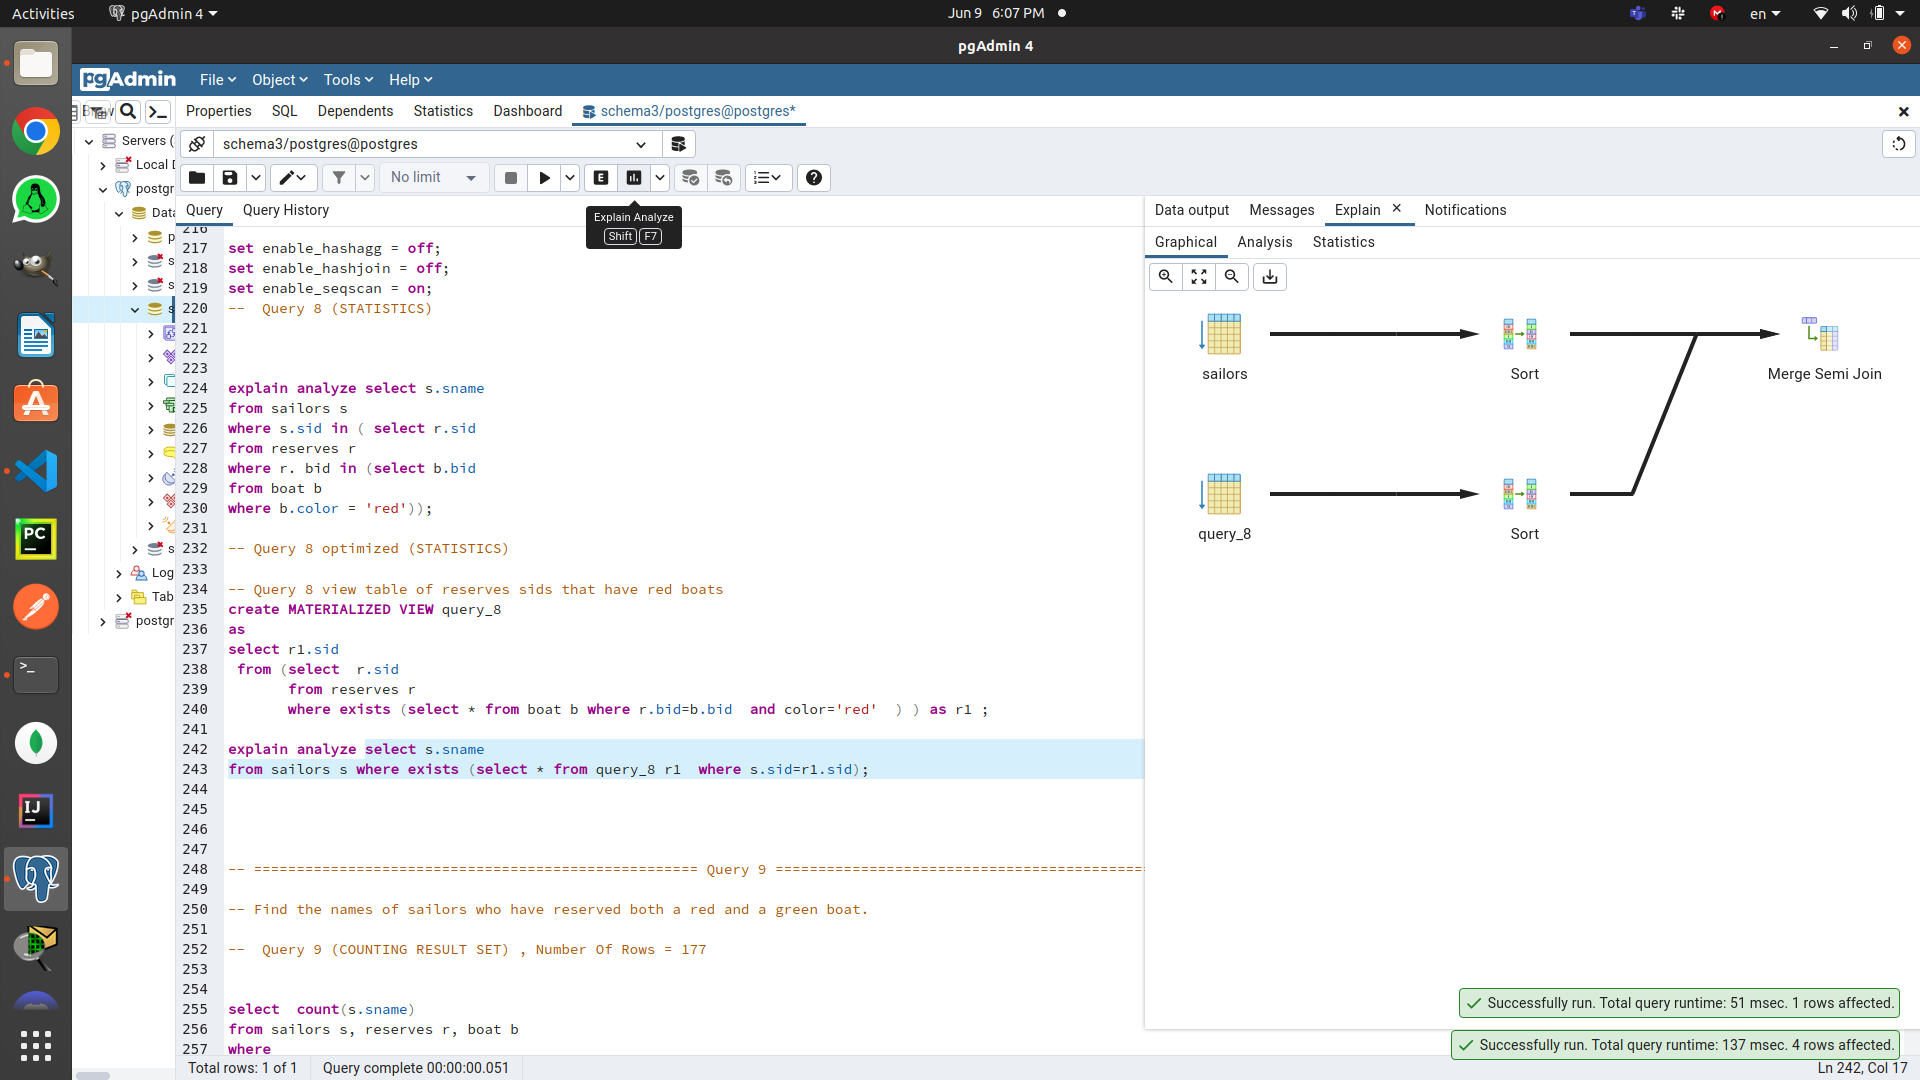 Activities
pgAdmin 4
Jun 9 6:07 PM
en
pgAdmin 4
pgAdmin
File
Object
Tools
Help
Properties
SQL
Dependents
Statistics
Dashboard
schema3/postgres@postgres*
Servers (
Local D
postgr
Data
p
s
s
s
s
Log
Tab
postgr
schema3/postgres@postgres
No limit
E
Query
Query History
Explain Analyze
Shift F7
216
217 set enable_hashagg = off;
218 set enable_hashjoin = off;
219 set enable_seqscan = on;
220 --  Query 8 (STATISTICS)
221
222
223
224 explain analyze select s.sname
225 from sailors s
226 where s.sid in ( select r.sid
227 from reserves r
228 where r. bid in (select b.bid
229 from boat b
230 where b.color = 'red'));
231
232 -- Query 8 optimized (STATISTICS)
233
234 -- Query 8 view table of reserves sids that have red boats
235 create MATERIALIZED VIEW query_8
236 as
237 select r1.sid
238  from (select  r.sid
239        from reserves r
240        where exists (select * from boat b where r.bid=b.bid  and color='red'  ) ) as r1 ;
241
242 explain analyze select s.sname
243 from sailors s where exists (select * from query_8 r1  where s.sid=r1.sid);
244
245
246
247
248 -- ==================================================== Query 9 ============================================
249
250 -- Find the names of sailors who have reserved both a red and a green boat.
251
252 --  Query 9 (COUNTING RESULT SET) , Number Of Rows = 177
253
254
255 select  count(s.sname)
256 from sailors s, reserves r, boat b
257 where
Data output
Messages
Explain
Notifications
Graphical
Analysis
Statistics
sailors
Sort
Merge Semi Join
query_8
Sort
Successfully run. Total query runtime: 51 msec. 1 rows affected.
Successfully run. Total query runtime: 137 msec. 4 rows affected.
Total rows: 1 of 1
Query complete 00:00:00.051
Ln 242, Col 17
PC
IJ